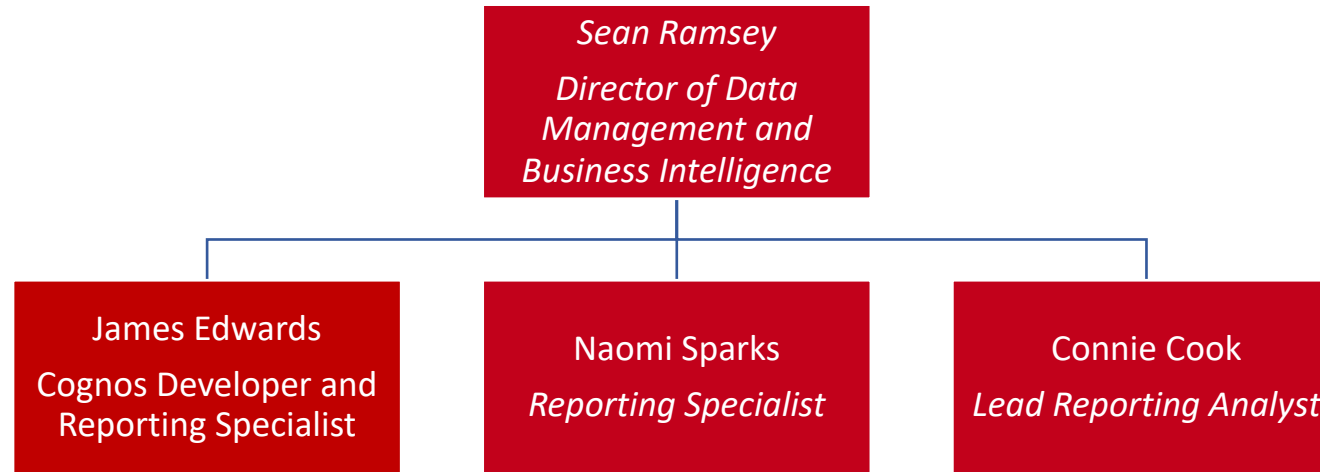 Sean Ramsey
Director of Data
Management and
Business Intelligence
James Edwards
Cognos Developer and
Reporting Specialist
Naomi Sparks
Reporting Specialist
Connie Cook
Lead Reporting Analyst